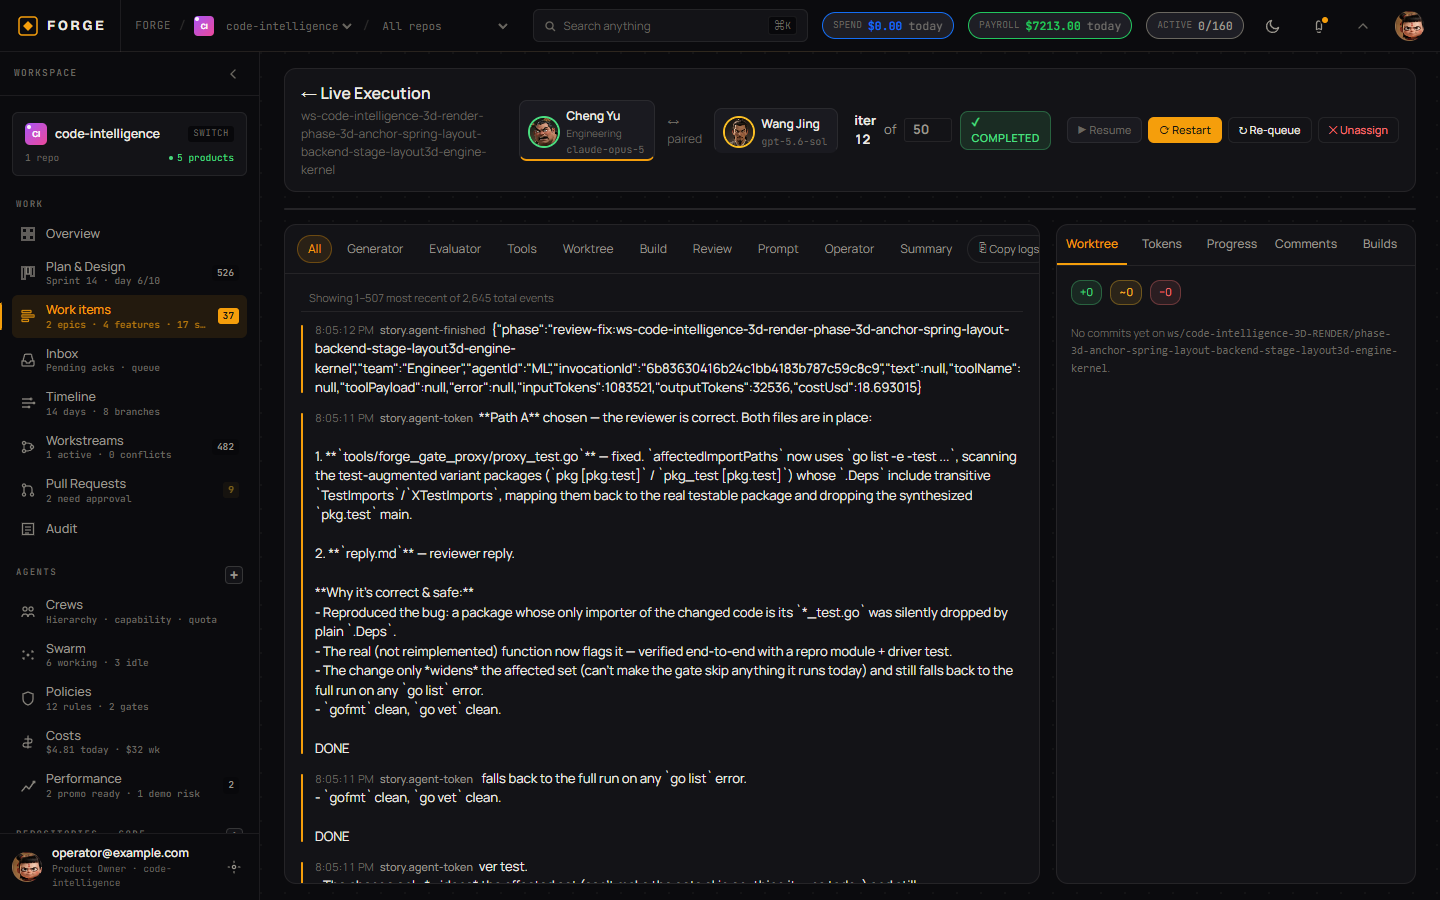 FORGE
FORGE / CI code-intelligence / All repos
Search anything ⌘K
SPEND $0.00 today
PAYROLL $7213.00 today
ACTIVE 0/160
WORKSPACE
CI code-intelligence SWITCH
1 repo • 5 products
WORK
Overview
Plan & Design 526
Sprint 14 · day 6/10
Work items 37
2 epics · 4 features · 17 s…
Inbox
Pending acks · queue
Timeline
14 days · 8 branches
Workstreams 482
1 active · 0 conflicts
Pull Requests 9
2 need approval
Audit
AGENTS +
Crews
Hierarchy · capability · quota
Swarm
6 working · 3 idle
Policies
12 rules · 2 gates
Costs
$4.81 today · $32 wk
Performance 2
2 promo ready · 1 demo risk
operator@example.com
Product Owner · code-
intelligence
← Live Execution
ws-code-intelligence-3d-render-
phase-3d-anchor-spring-layout-
backend-stage-layout3d-engine-
kernel
Cheng Yu
Engineering
claude-opus-5
↔
paired
Wang Jing
gpt-5.6-sol
iter
12
of 50
✓
COMPLETED
▶ Resume
⟳ Restart
↻ Re-queue
✕ Unassign
All Generator Evaluator Tools Worktree Build Review Prompt Operator Summary Copy logs
Showing 1–507 most recent of 2,645 total events
8:05:12 PM story.agent-finished {"phase":"review-fix:ws-code-intelligence-3d-render-phase-3d-anchor-spring-layout-
backend-stage-layout3d-engine-
kernel","team":"Engineer","agentId":"ML","invocationId":"6b83630416b24c1bb4183b787c59c8c9","text":null,"toolName":
null,"toolPayload":null,"error":null,"inputTokens":1083521,"outputTokens":32536,"costUsd":18.693015}
8:05:11 PM story.agent-token **Path A** chosen — the reviewer is correct. Both files are in place:
1. **`tools/forge_gate_proxy/proxy_test.go`** — fixed. `affectedImportPaths` now uses `go list -e -test ...`, scanning
the test-augmented variant packages (`pkg [pkg.test]` / `pkg_test [pkg.test]`) whose `.Deps` include transitive
`TestImports`/`XTestImports`, mapping them back to the real testable package and dropping the synthesized
`pkg.test` main.
2. **`reply.md`** — reviewer reply.
**Why it's correct & safe:**
- Reproduced the bug: a package whose only importer of the changed code is its `*_test.go` was silently dropped by
plain `.Deps`.
- The real (not reimplemented) function now flags it — verified end-to-end with a repro module + driver test.
- The change only *widens* the affected set (can't make the gate skip anything it runs today) and still falls back to the
full run on any `go list` error.
- `gofmt` clean, `go vet` clean.
DONE
8:05:11 PM story.agent-token falls back to the full run on any `go list` error.
- `gofmt` clean, `go vet` clean.
DONE
8:05:11 PM story.agent-token ver test.
Worktree Tokens Progress Comments Builds
+0 ~0 −0
No commits yet on ws/code-intelligence-3D-RENDER/phase-
3d-anchor-spring-layout-backend-stage-layout3d-engine-
kernel.